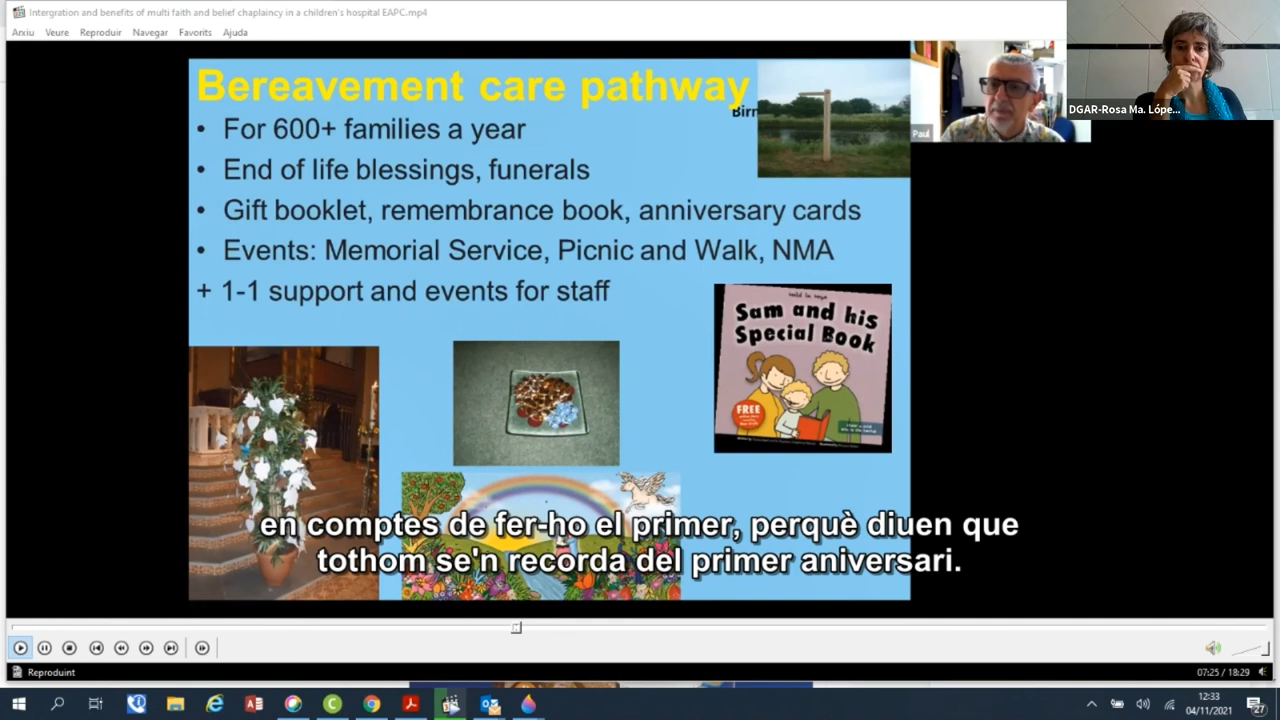 Intergration and benefits of multi faith and belief chaplaincy in a children's hospital EAPC.mp4
Arxiu Veure Reproduir Navegar Favorits Ajuda
Bereavement care pathway
Birm
• For 600+ families a year
• End of life blessings, funerals
• Gift booklet, remembrance book, anniversary cards
• Events: Memorial Service, Picnic and Walk, NMA
+ 1-1 support and events for staff
Paul
DGAR-Rosa Ma. Lópe...
Sam and his
Special Book
FREE
en comptes de fer-ho el primer, perquè diuen que
tothom se'n recorda del primer aniversari.
Reproduint
07:25 / 18:29
12:33
04/11/2021
27